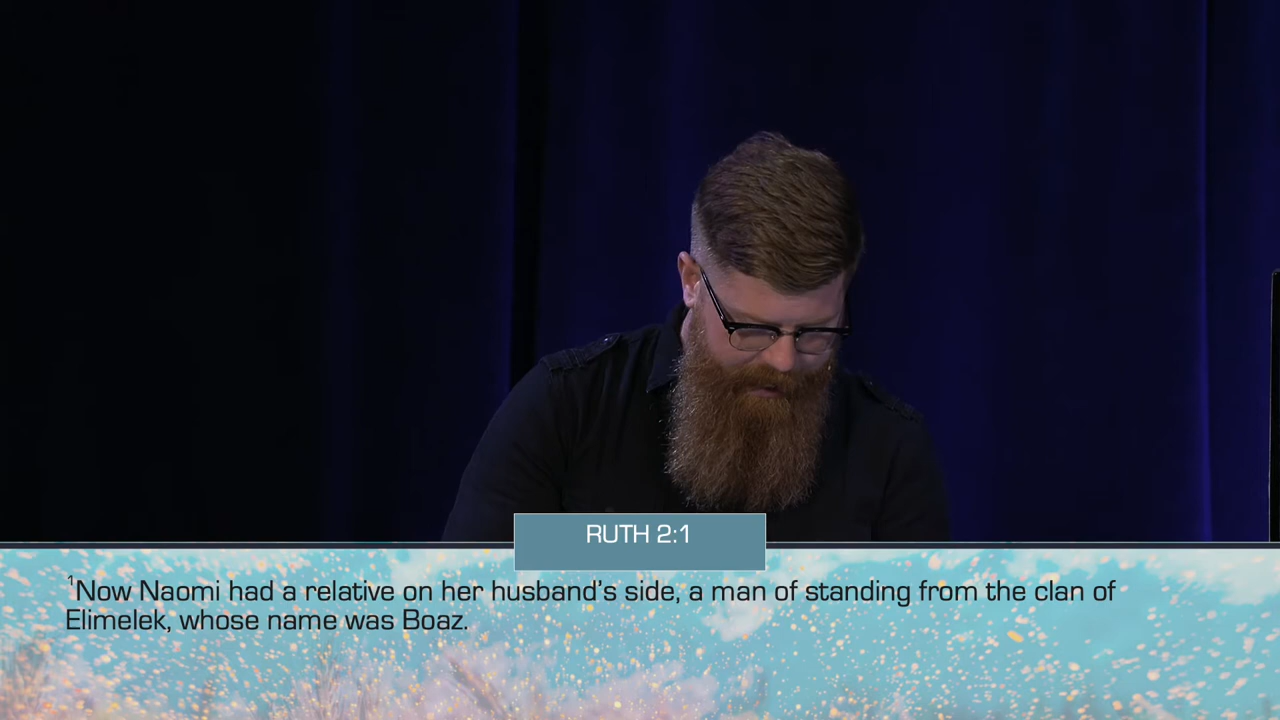 RUTH 2:1
¹Now Naomi had a relative on her husband’s side, a man of standing from the clan of
Elimelek, whose name was Boaz.